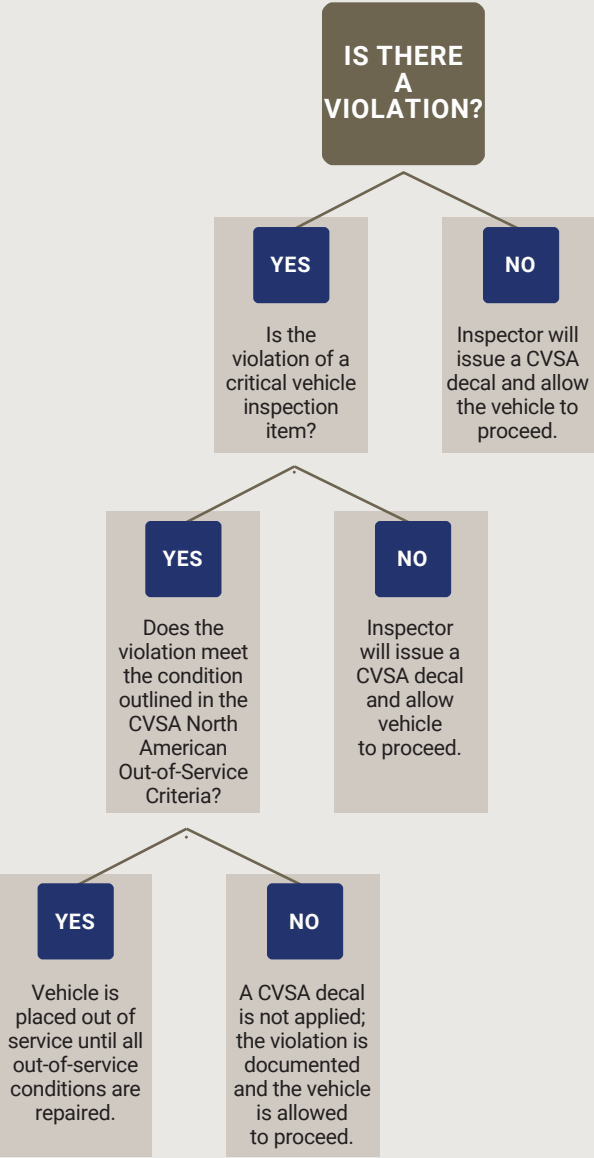 IS THERE
A
VIOLATION?
YES
Is the
violation of a
critical vehicle
inspection
item?
NO
Inspector will
issue a CVSA
decal and allow
the vehicle to
proceed.
YES
Does the
violation meet
the condition
outlined in the
CVSA North
American
Out-of-Service
Criteria?
NO
Inspector
will issue a
CVSA decal
and allow
vehicle
to proceed.
YES
Vehicle is
placed out of
service until all
out-of-service
conditions are
repaired.
NO
A CVSA decal
is not applied;
the violation is
documented
and the vehicle
is allowed
to proceed.